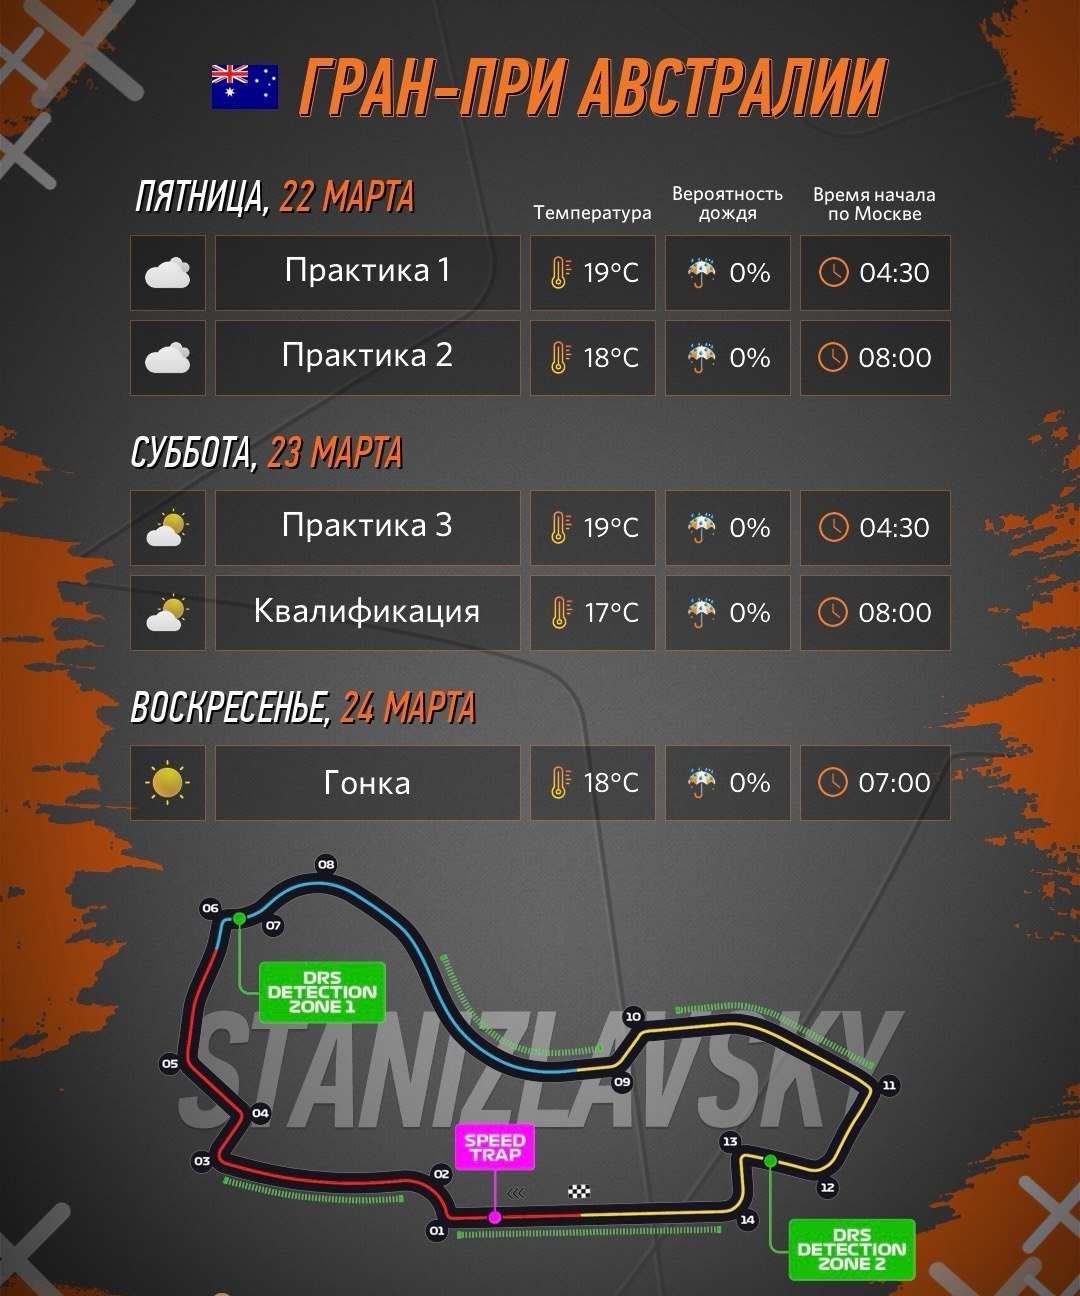 ГРАН-ПРИ АВСТРАЛИИ
ПЯТНИЦА, 22 МАРТА
Температура
Вероятность
дождя
Время начала
по Москве
Практика 1 19°C 0% 04:30
Практика 2 18°C 0% 08:00
СУББОТА, 23 МАРТА
Практика 3 19°C 0% 04:30
Квалификация 17°C 0% 08:00
ВОСКРЕСЕНЬЕ, 24 МАРТА
Гонка 18°C 0% 07:00
08
06
07
DRS
DETECTION
ZONE 1
STANIZLAVSKY
10
05
09
11
04
SPEED
TRAP
13
03
02
12
01
14
DRS
DETECTION
ZONE 2